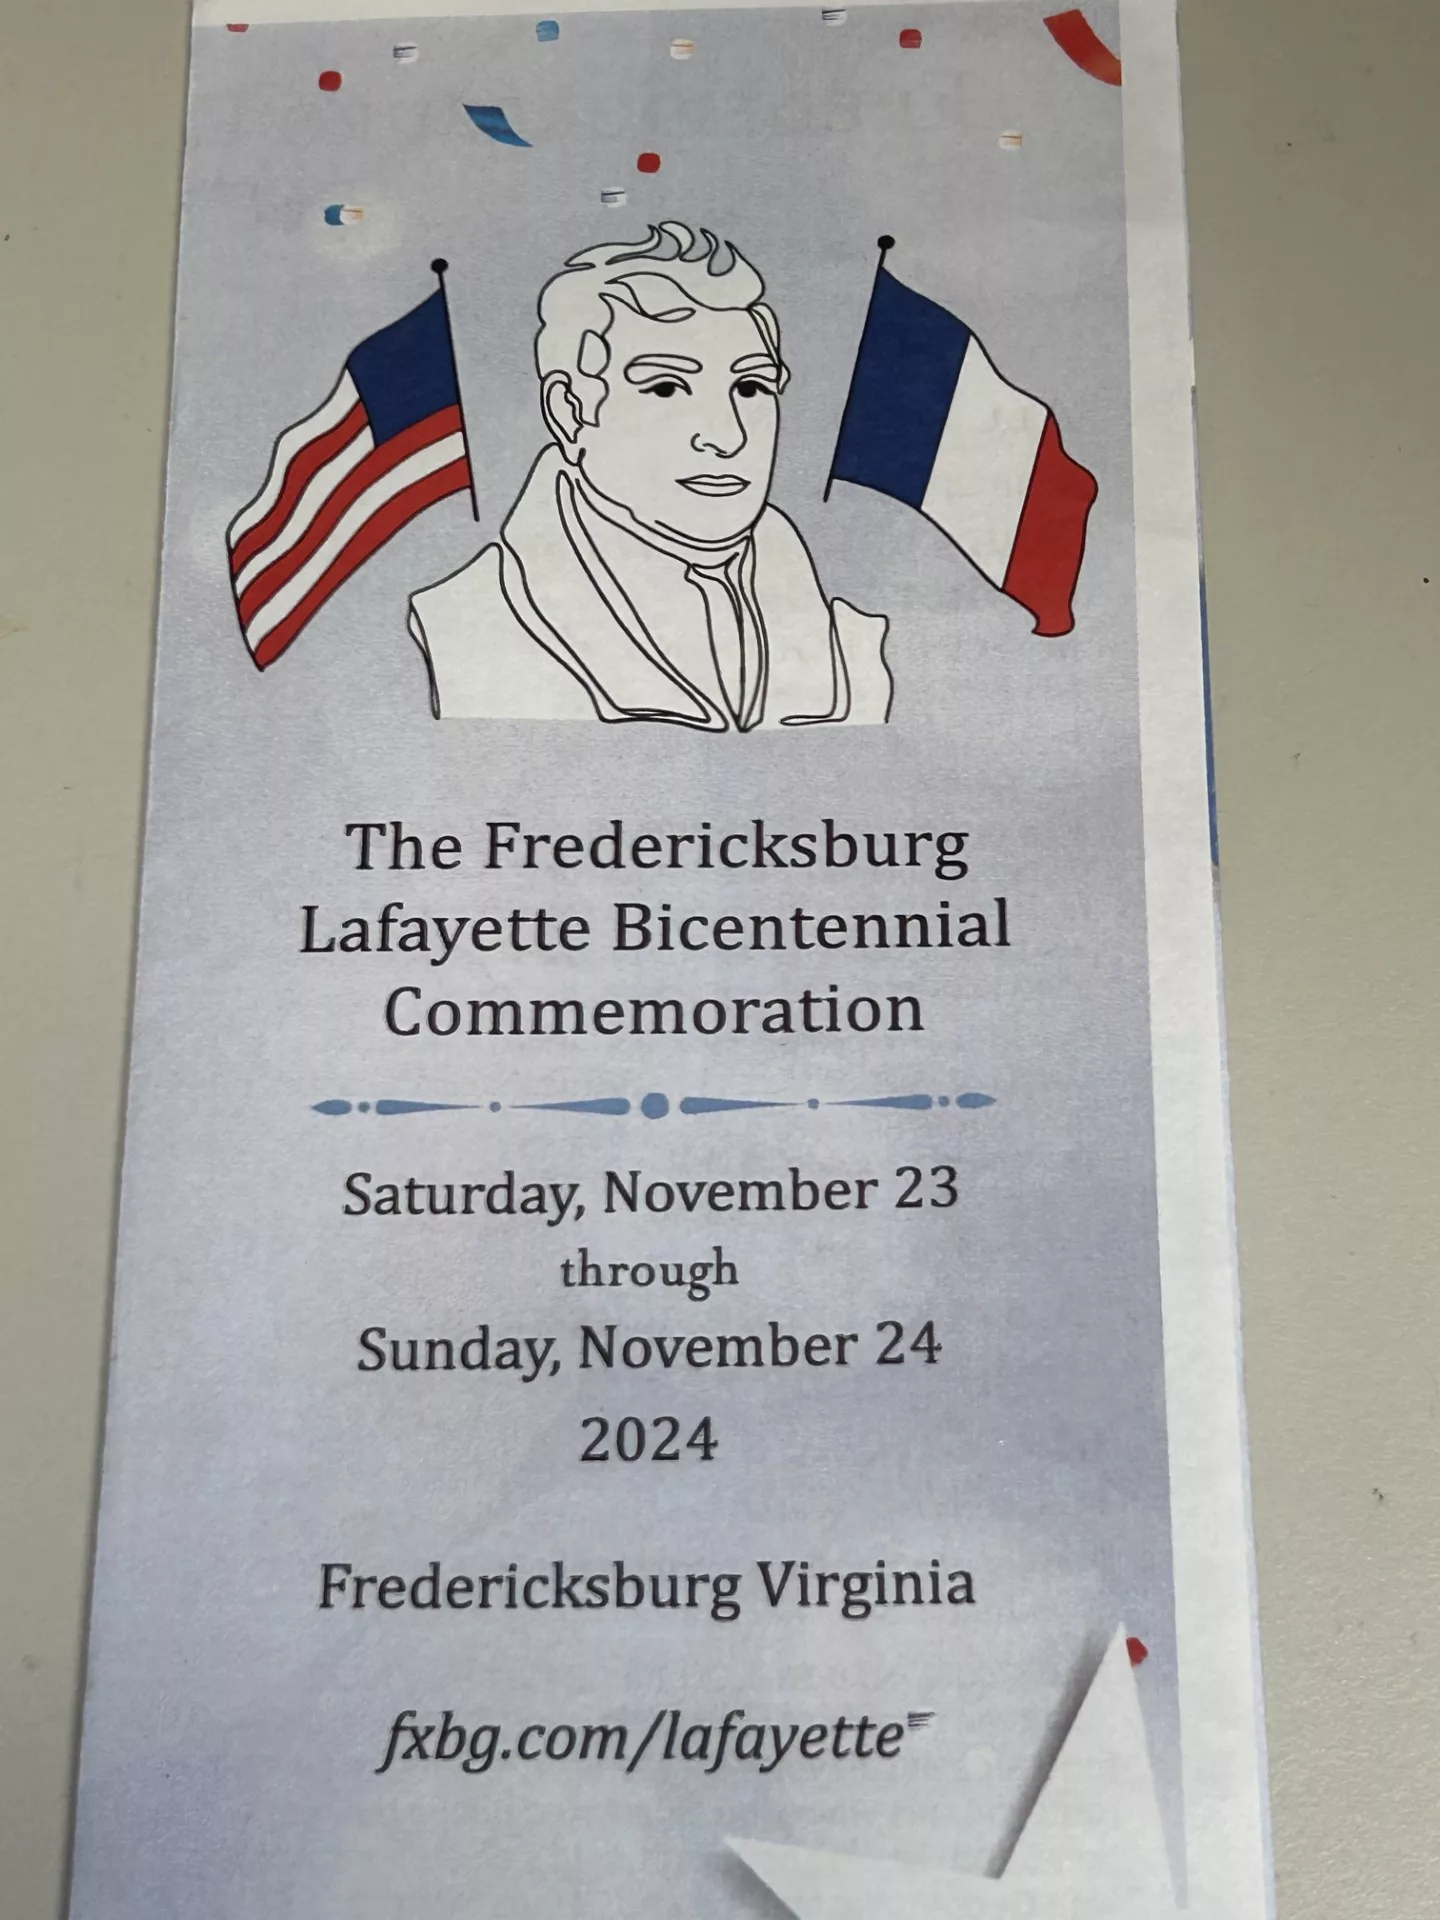 The Fredericksburg
Lafayette Bicentennial
Commemoration
Saturday, November 23
through
Sunday, November 24
2024
Fredericksburg Virginia
fxbg.com/lafayette